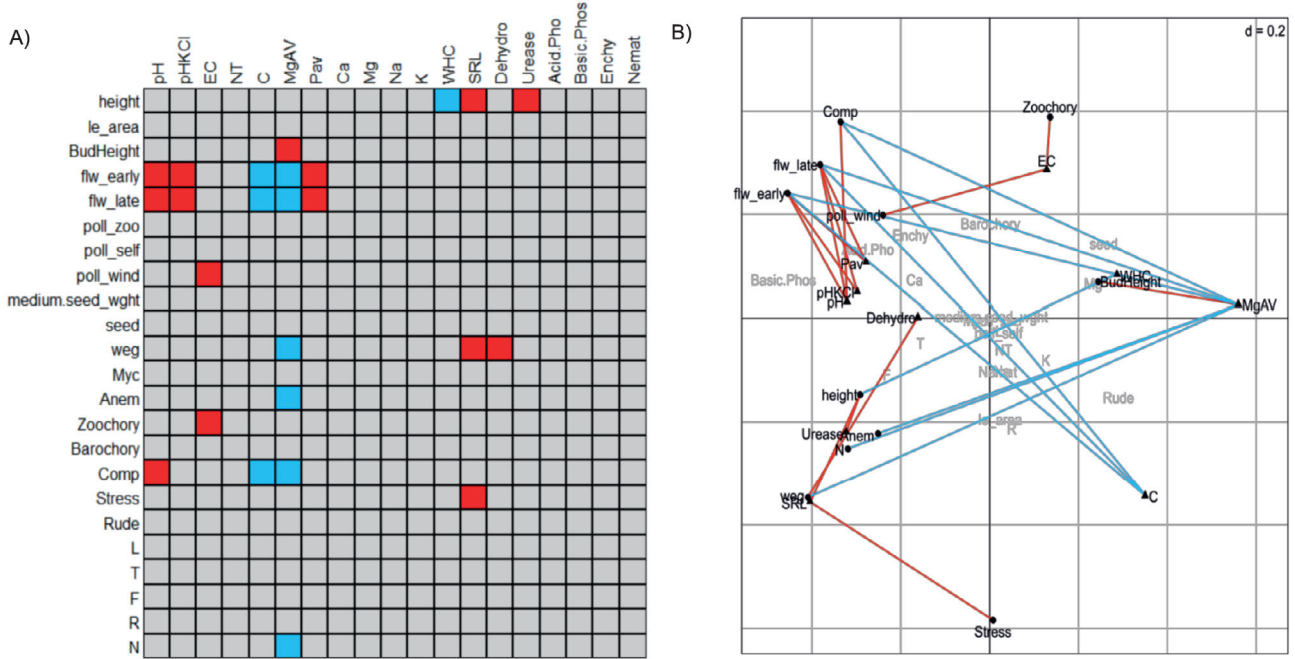 A)
pH
pHKCl
EC
NT
C
MgAV
Pav
Ca
Mg
Na
K
WHC
SRL
Dehydro
Urease
Acid.Pho
Basic.Phos
Enchy
Nemat
height
le_area
BudHeight
flw_early
flw_late
poll_zoo
poll_self
poll_wind
medium.seed_wght
seed
weg
Myc
Anem
Zoochory
Barochory
Comp
Stress
Rude
L
T
F
R
N
B)
d = 0.2
Comp
Zoochory
EC
flw_late
flw_early
poll_wind
Barochory
Enchy
seed
Acid.Pho
Pav
Basic.Phos
Ca
WHC
BudHeight
Mg
pHKCl
pH
MgAV
Dehydro
medium.seed_wght
poll_self
T
NT
K
F
height
Rude
le_area
R
Urease
Anem
N
weg
SRL
C
Stress